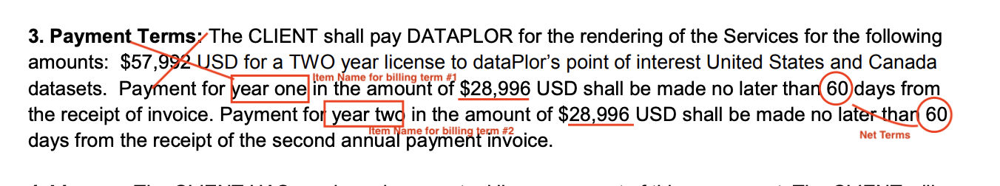 3. Payment Terms: The CLIENT shall pay DATAPLOR for the rendering of the Services for the following
amounts: $57,992 USD for a TWO year license to dataPlor’s point of interest United States and Canada
Item Name for billing term #1
datasets. Payment for year one in the amount of $28,996 USD shall be made no later than 60 days from
the receipt of invoice. Payment for year two in the amount of $28,996 USD shall be made no later than 60
Item Name for billing term #2
Net Terms
days from the receipt of the second annual payment invoice.